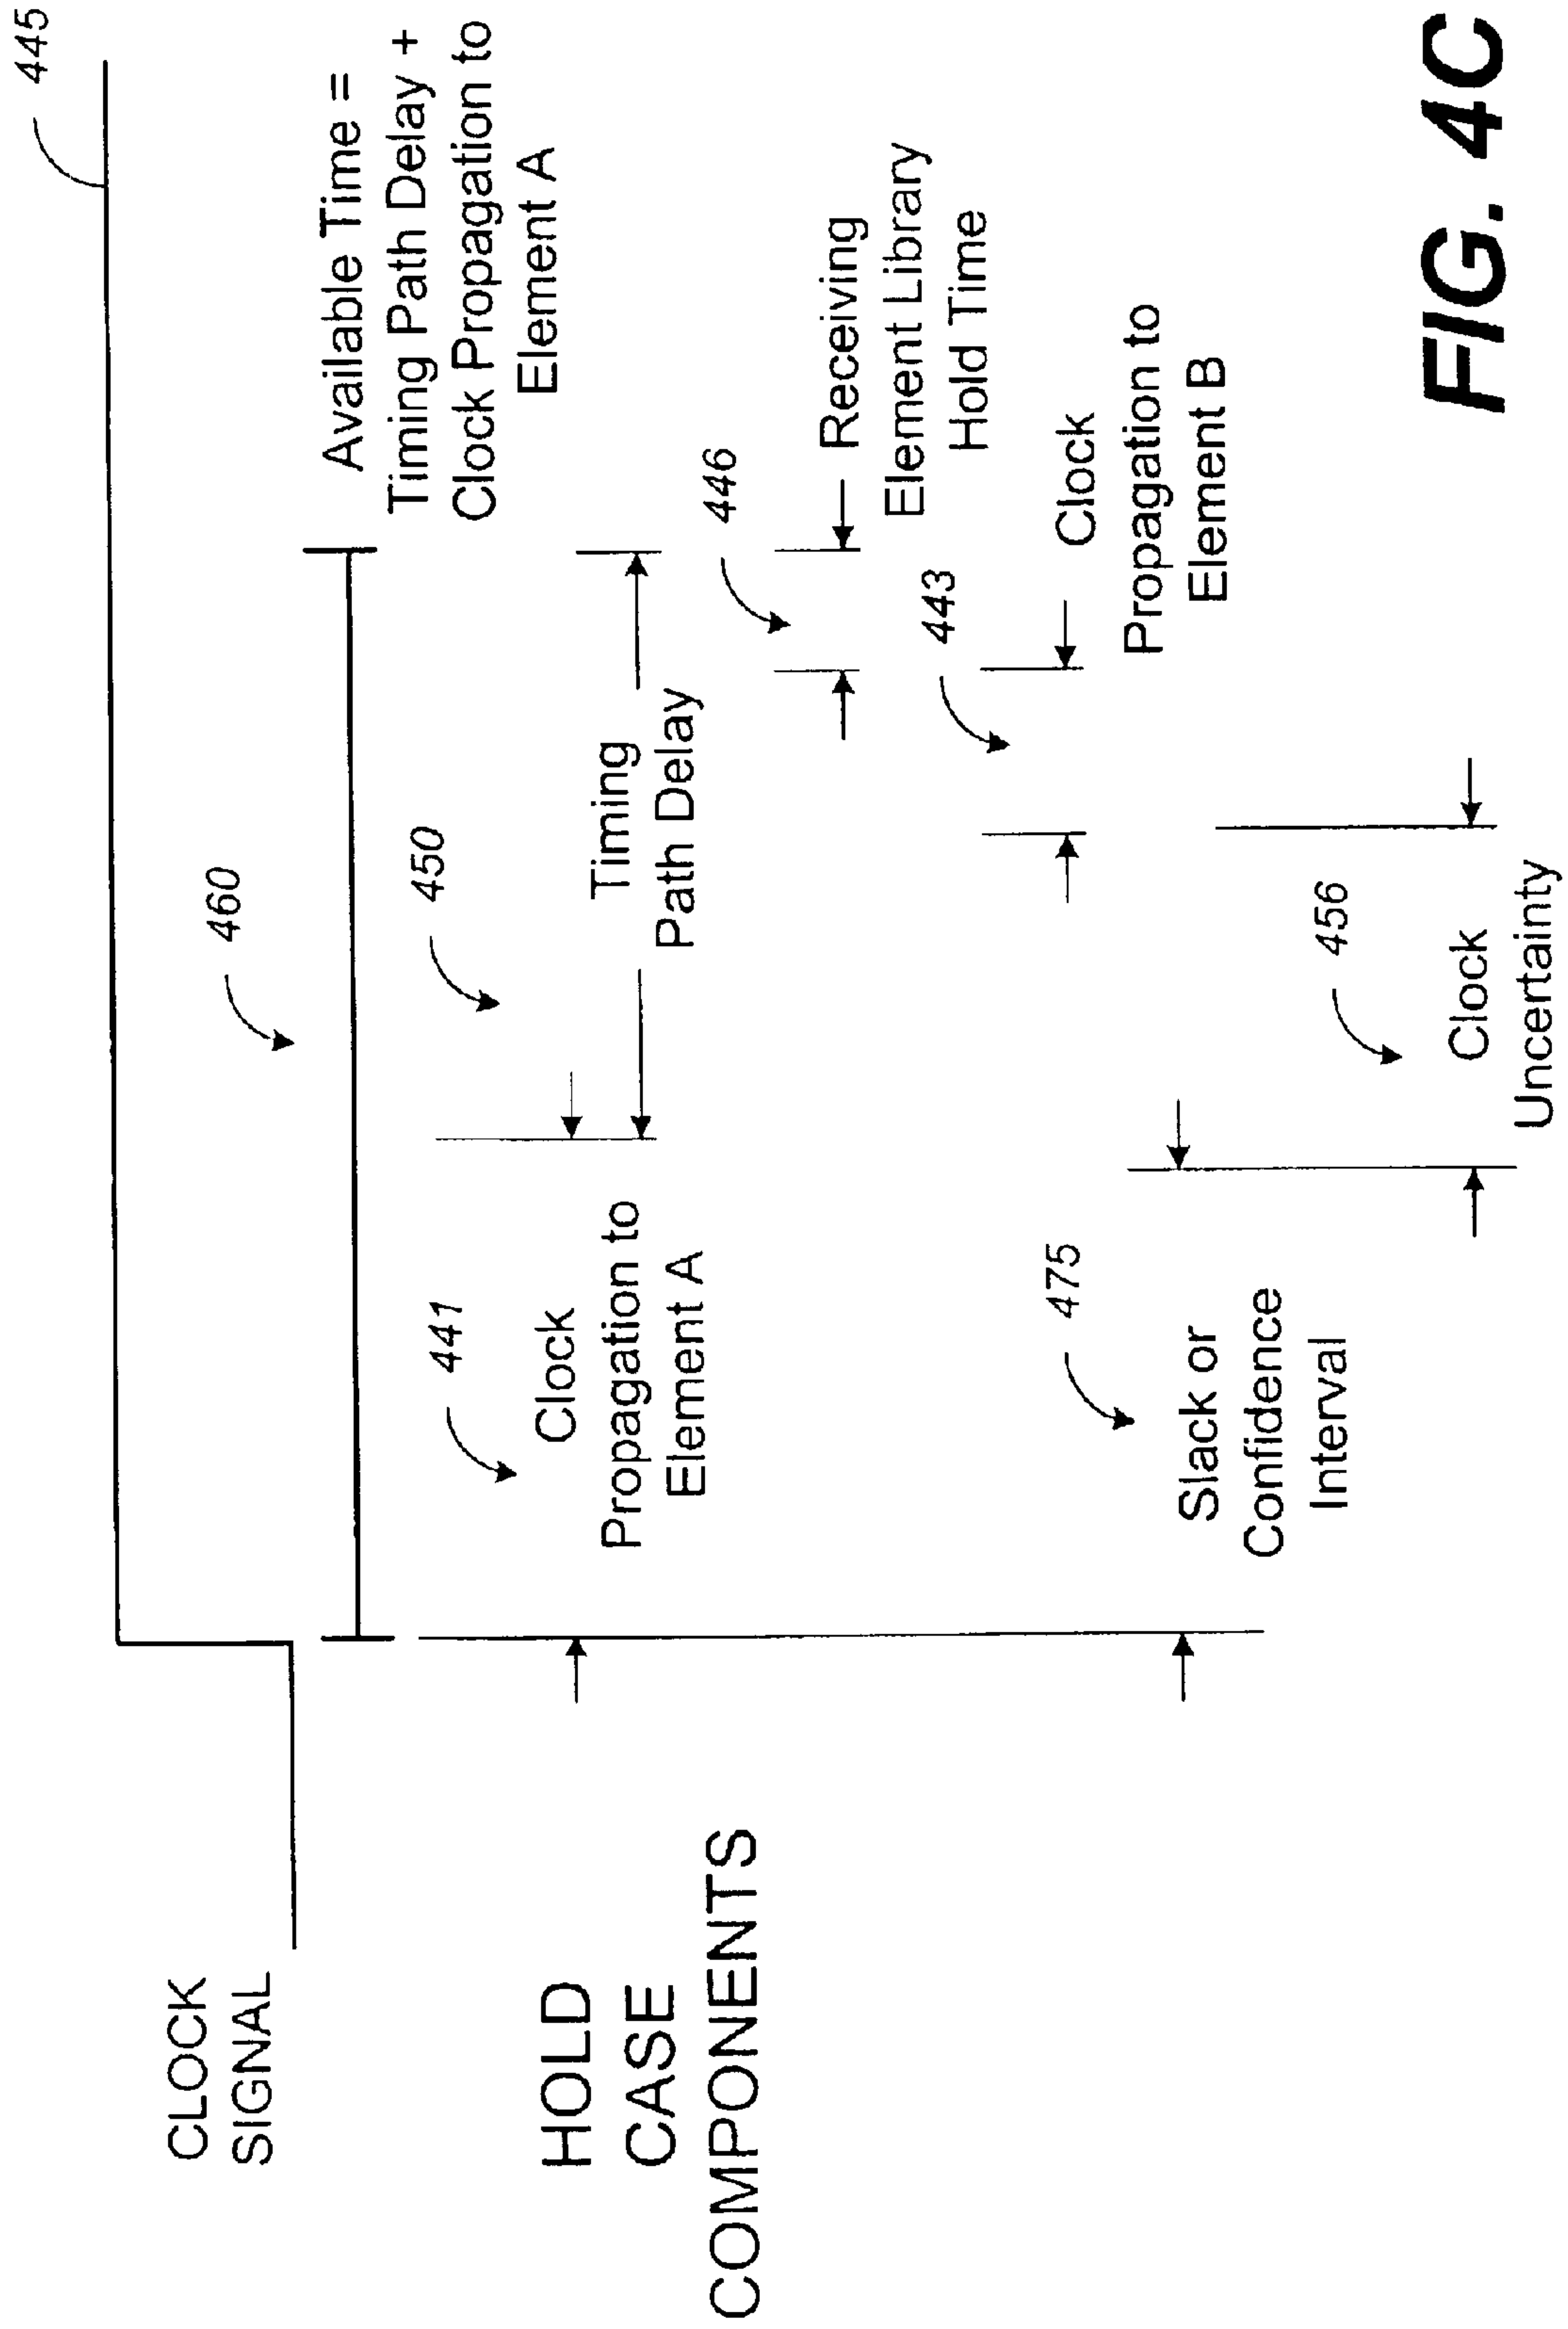 445
CLOCK
SIGNAL
460
Available Time =
Timing Path Delay +
Clock Propagation to
Element A
HOLD
CASE
COMPONENTS
441
Clock
Propagation to
Element A
450
Timing
Path Delay
446
Receiving
Element Library
Hold Time
443
Clock
Propagation to
Element B
475
Slack or
Confidence
Interval
456
Clock
Uncertainty
FIG. 4C